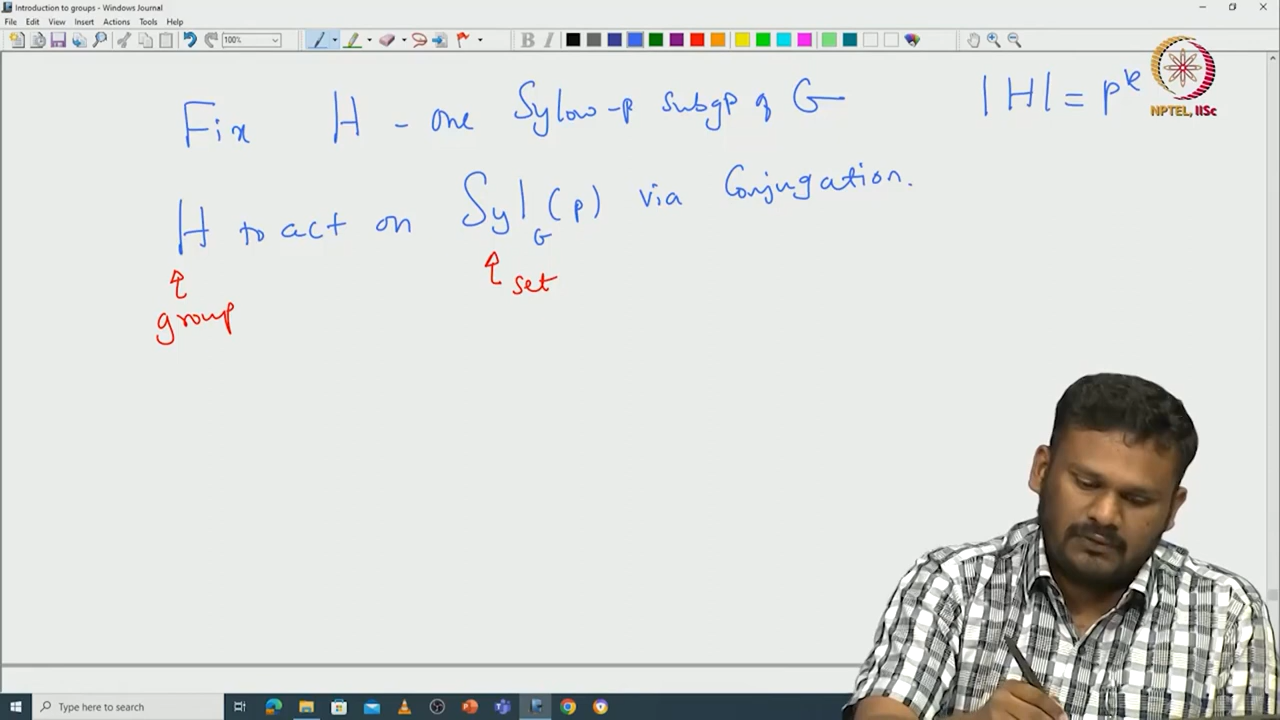 Introduction to groups - Windows Journal
File Edit View Insert Actions Tools Help
100%
B I
NPTEL, IISc
Fix H - one Sylow-p subgp of G |H| = p^k
H to act on Syl_G(p) via Conjugation.
↑ group ↑ set
Type here to search